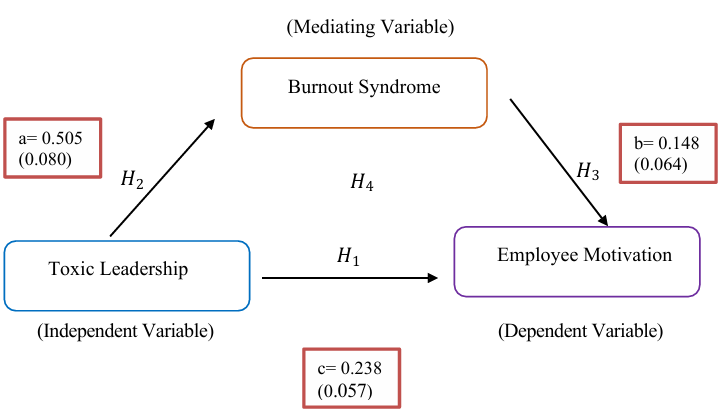 (Mediating Variable)
Burnout Syndrome
a= 0.505
(0.080)
b= 0.148
(0.064)
H2
H3
H4
Toxic Leadership
H1
Employee Motivation
(Independent Variable)
(Dependent Variable)
c= 0.238
(0.057)